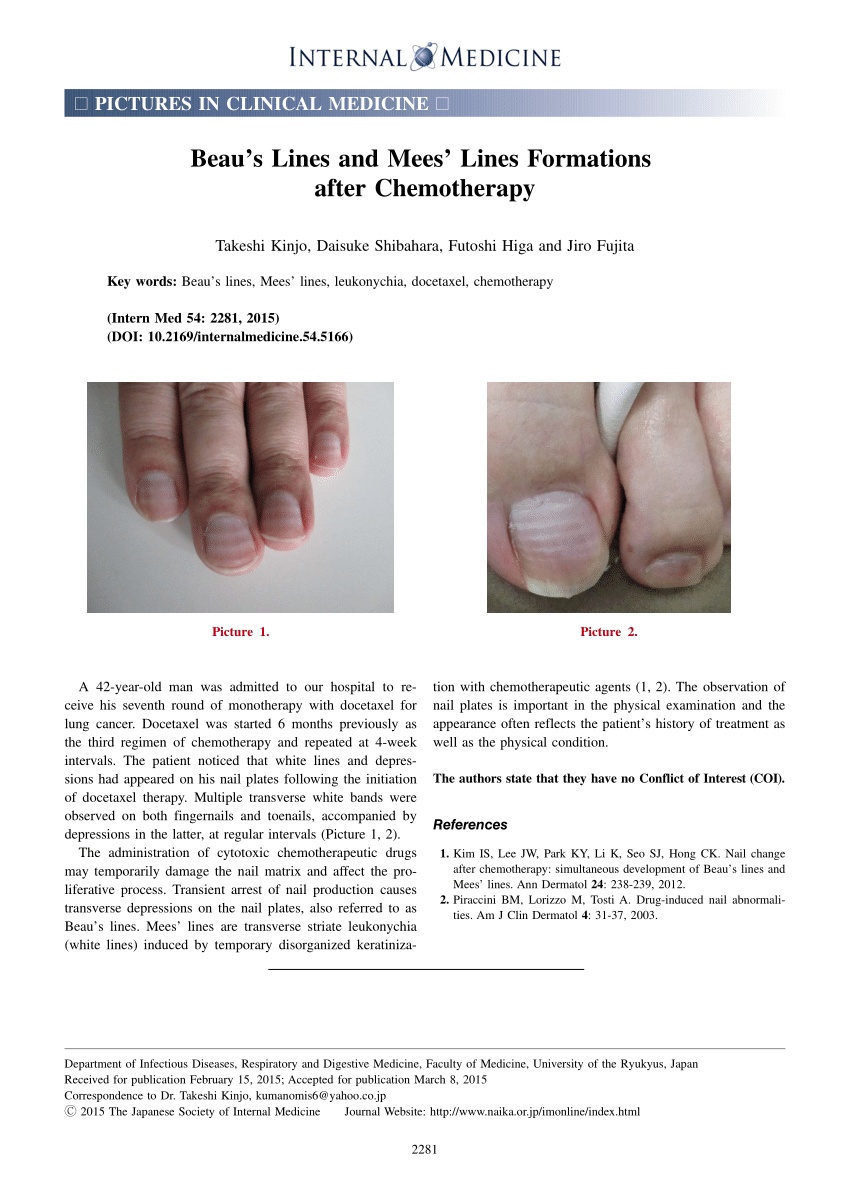 INTERNAL MEDICINE
□ PICTURES IN CLINICAL MEDICINE □
Beau's Lines and Mees' Lines Formations
after Chemotherapy
Takeshi Kinjo, Daisuke Shibahara, Futoshi Higa and Jiro Fujita
Key words: Beau's lines, Mees' lines, leukonychia, docetaxel, chemotherapy
(Intern Med 54: 2281, 2015)
(DOI: 10.2169/internalmedicine.54.5166)
Picture 1.
Picture 2.
A 42-year-old man was admitted to our hospital to re-
ceive his seventh round of monotherapy with docetaxel for
lung cancer. Docetaxel was started 6 months previously as
the third regimen of chemotherapy and repeated at 4-week
intervals. The patient noticed that white lines and depres-
sions had appeared on his nail plates following the initiation
of docetaxel therapy. Multiple transverse white bands were
observed on both fingernails and toenails, accompanied by
depressions in the latter, at regular intervals (Picture 1, 2).
The administration of cytotoxic chemotherapeutic drugs
may temporarily damage the nail matrix and affect the pro-
liferative process. Transient arrest of nail production causes
transverse depressions on the nail plates, also referred to as
Beau's lines. Mees' lines are transverse striate leukonychia
(white lines) induced by temporary disorganized keratiniza-
tion with chemotherapeutic agents (1, 2). The observation of
nail plates is important in the physical examination and the
appearance often reflects the patient's history of treatment as
well as the physical condition.
The authors state that they have no Conflict of Interest (COI).
References
1. Kim IS, Lee JW, Park KY, Li K, Seo SJ, Hong CK. Nail change
after chemotherapy: simultaneous development of Beau's lines and
Mees' lines. Ann Dermatol 24: 238-239, 2012.
2. Piraccini BM, Lorizzo M, Tosti A. Drug-induced nail abnormali-
ties. Am J Clin Dermatol 4: 31-37, 2003.
Department of Infectious Diseases, Respiratory and Digestive Medicine, Faculty of Medicine, University of the Ryukyus, Japan
Received for publication February 15, 2015; Accepted for publication March 8, 2015
Correspondence to Dr. Takeshi Kinjo, kumanomis6@yahoo.co.jp
Ⓒ 2015 The Japanese Society of Internal Medicine Journal Website: http://www.naika.or.jp/imonline/index.html
2281